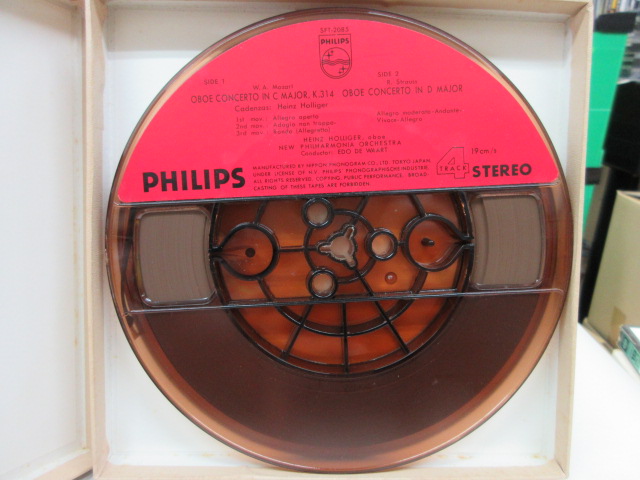 SFT-2083
PHILIPS
SIDE 1
W. A. Mozart
OBOE CONCERTO IN C MAJOR, K.314
Cadenzas: Heinz Holliger
1st mov.: Allegro aperto
2nd mov.: Adagio non troppo
3rd mov.: Rondo (Allegretto)
SIDE 2
R. Strauss
OBOE CONCERTO IN D MAJOR
Allegro moderato-Andante-
Vivace-Allegro
HEINZ HOLLIGER, oboe
NEW PHILHARMONIA ORCHESTRA
Conductor: EDO DE WAART
PHILIPS
MANUFACTURED BY NIPPON PHONOGRAM CO., LTD. TOKYO JAPAN
UNDER LICENSE OF N.V. PHILIPS PHONOGRAPHISCHE INDUSTRIE,
ALL RIGHTS RESERVED. COPYING, PUBLIC PERFORMANCE, BROAD-
CASTING OF THESE TAPES ARE FORBIDDEN.
4
TRACK
19cm/s
STEREO